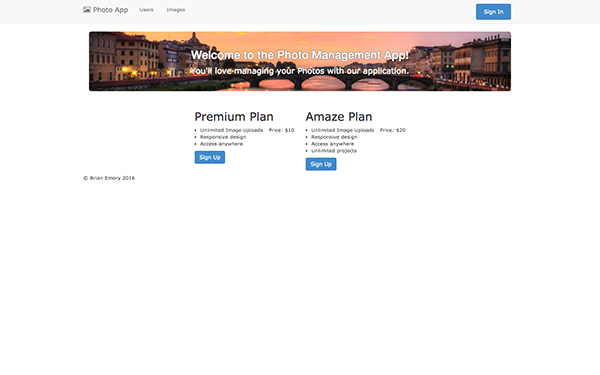 Photo App Users Images Sign In
Welcome to the Photo Management App!
You'll love managing your Photos with our application.
Premium Plan
• Unlimited Image Uploads Price: $10
• Responsive design
• Access anywhere
Sign Up
Amaze Plan
• Unlimited Image Uploads Price: $20
• Responsive design
• Access anywhere
• Unlimited projects
Sign Up
© Brian Emory 2016